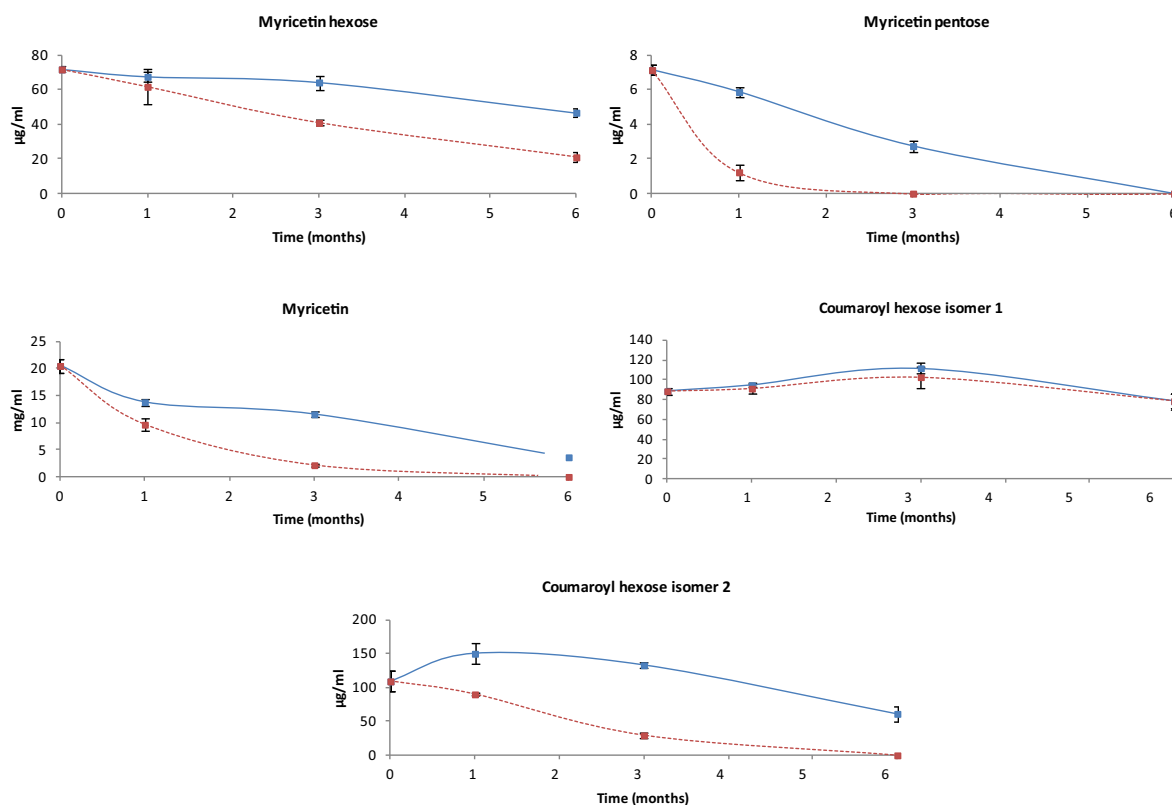 Myricetin hexose
80
60
40
20
0
µg/ml
0 1 2 3 4 5 6
Time (months)
Myricetin pentose
8
6
4
2
0
µg/ml
0 1 2 3 4 5 6
Time (months)
Myricetin
25
20
15
10
5
0
mg/ml
0 1 2 3 4 5 6
Time (months)
Coumaroyl hexose isomer 1
140
120
100
80
60
40
20
0
µg/ml
0 1 2 3 4 5 6
Time (months)
Coumaroyl hexose isomer 2
200
150
100
50
0
µg/ml
0 1 2 3 4 5 6
Time (months)